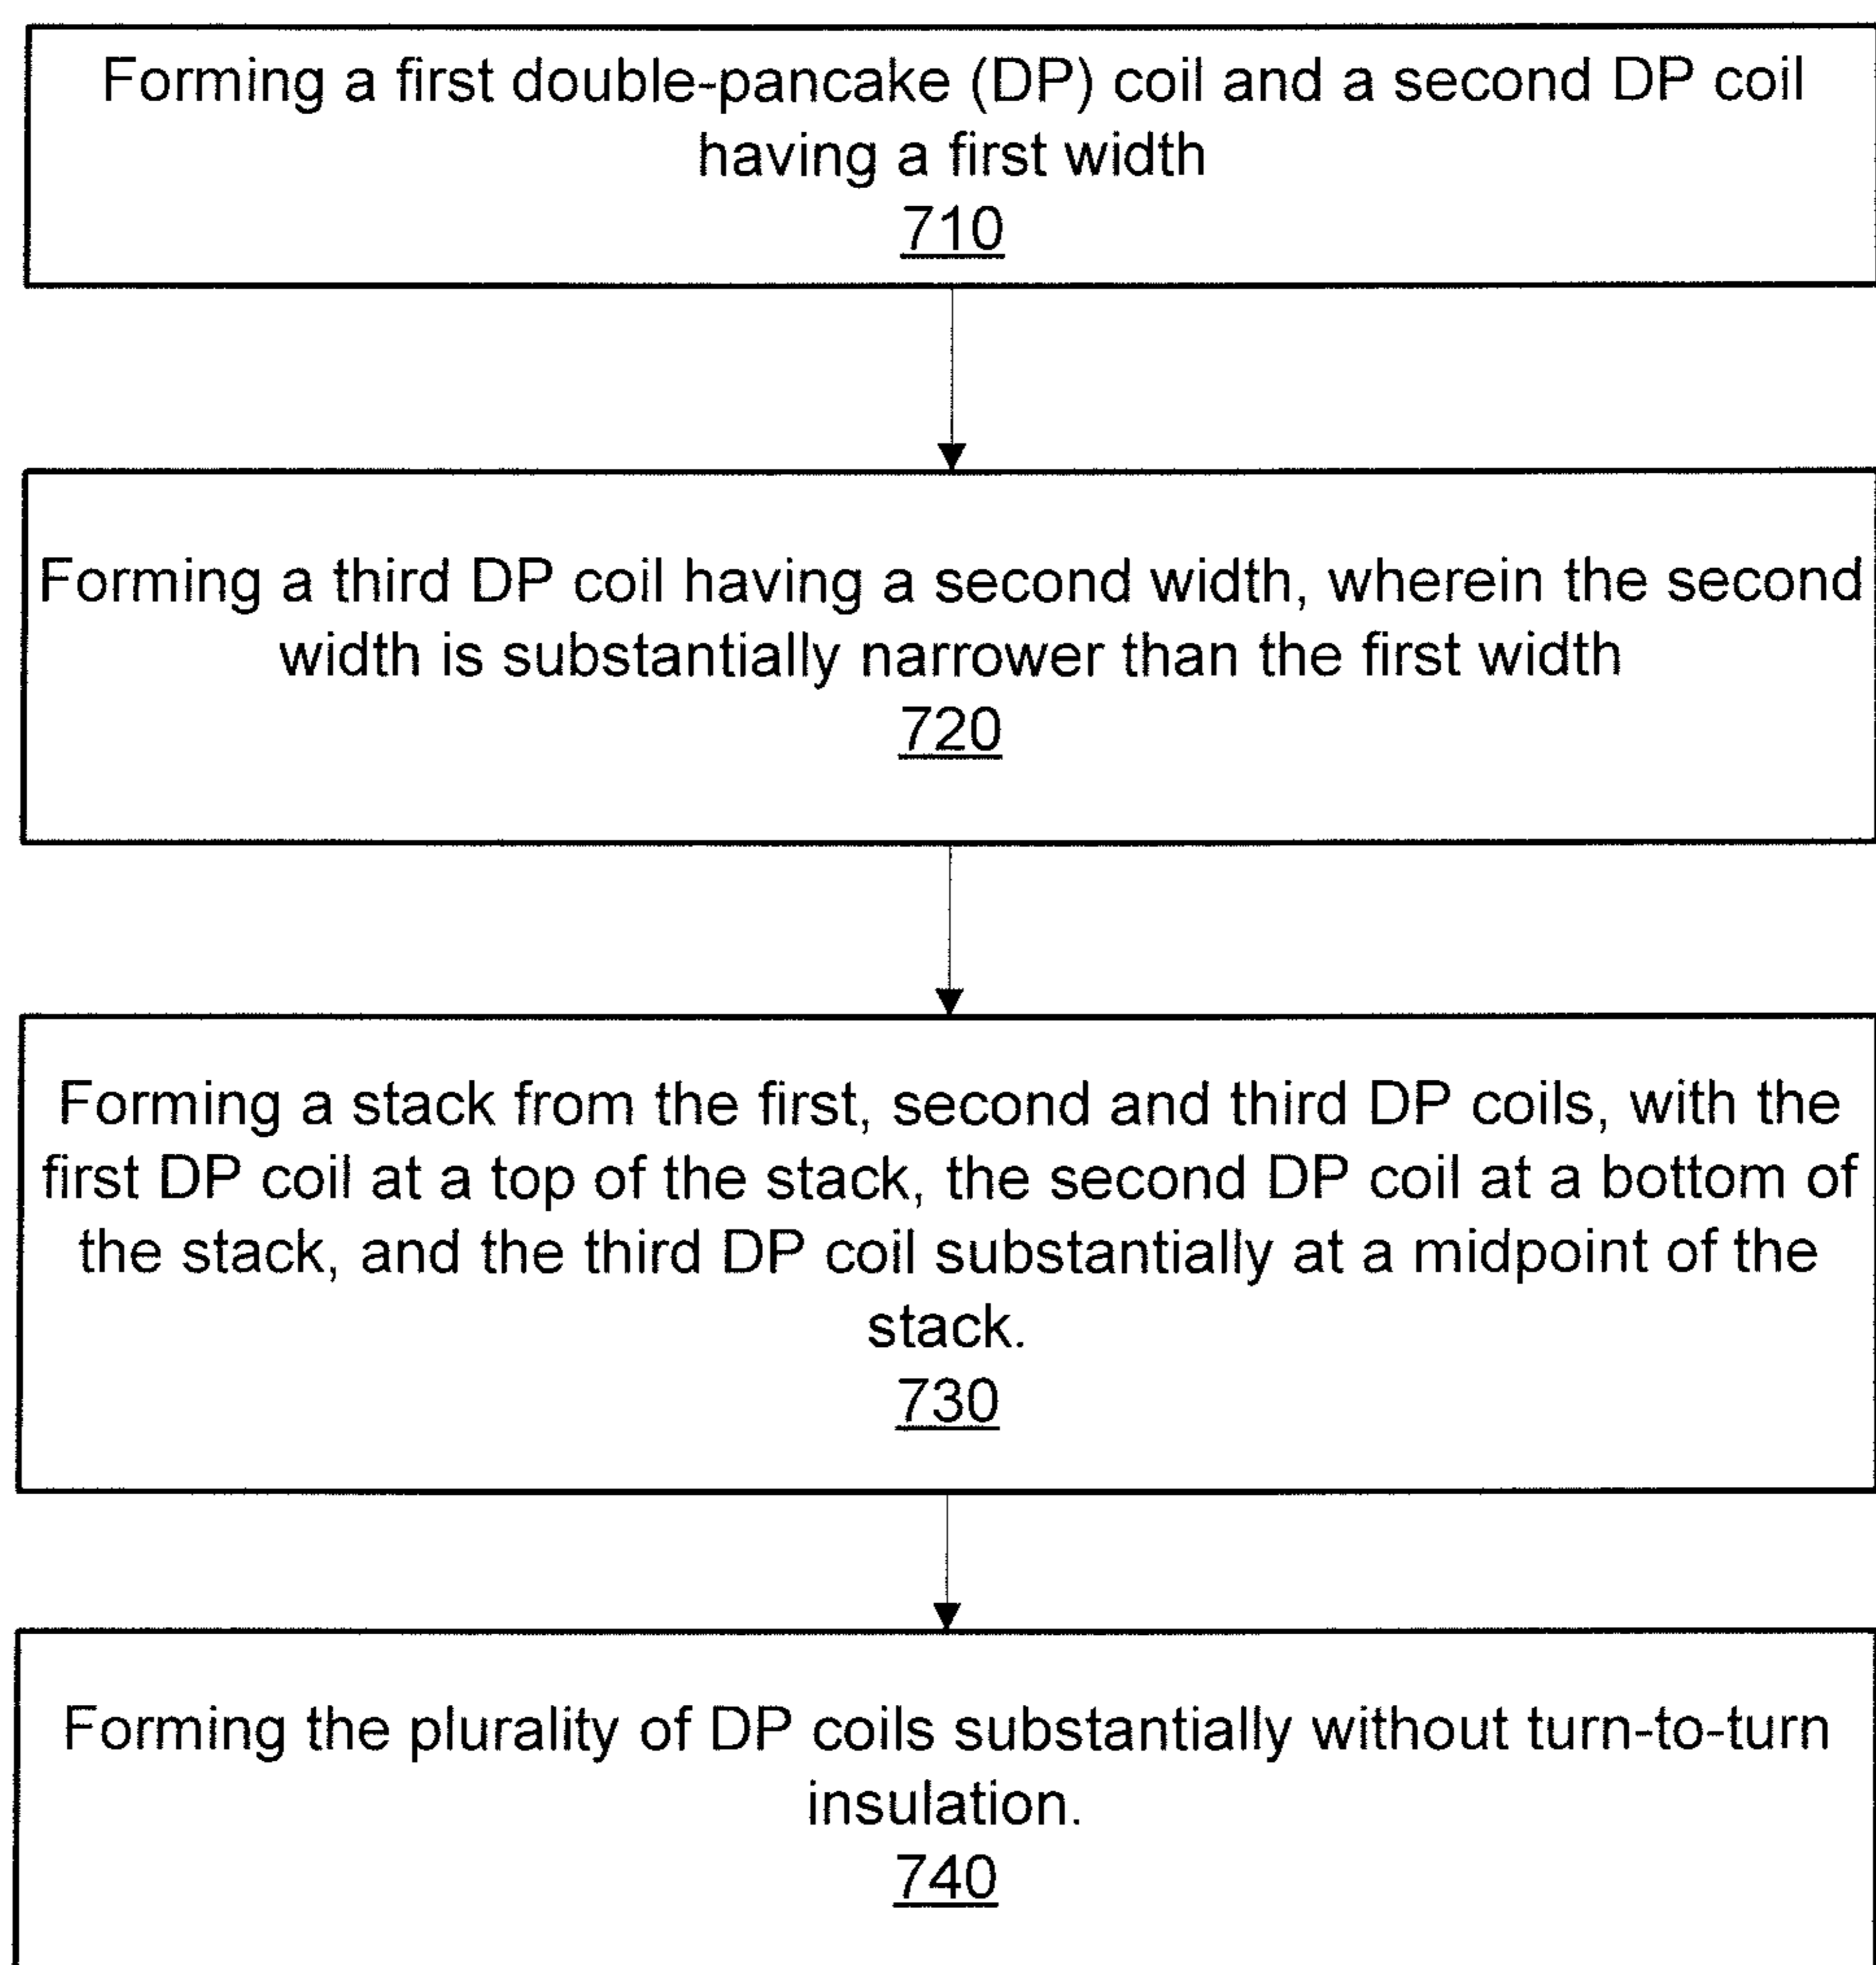 Forming a first double-pancake (DP) coil and a second DP coil
having a first width
710
Forming a third DP coil having a second width, wherein the second
width is substantially narrower than the first width
720
Forming a stack from the first, second and third DP coils, with the
first DP coil at a top of the stack, the second DP coil at a bottom of
the stack, and the third DP coil substantially at a midpoint of the
stack.
730
Forming the plurality of DP coils substantially without turn-to-turn
insulation.
740